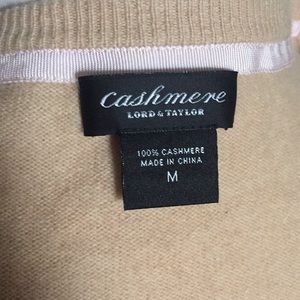 Cashmere
LORD & TAYLOR
100% CASHMERE
MADE IN CHINA
M